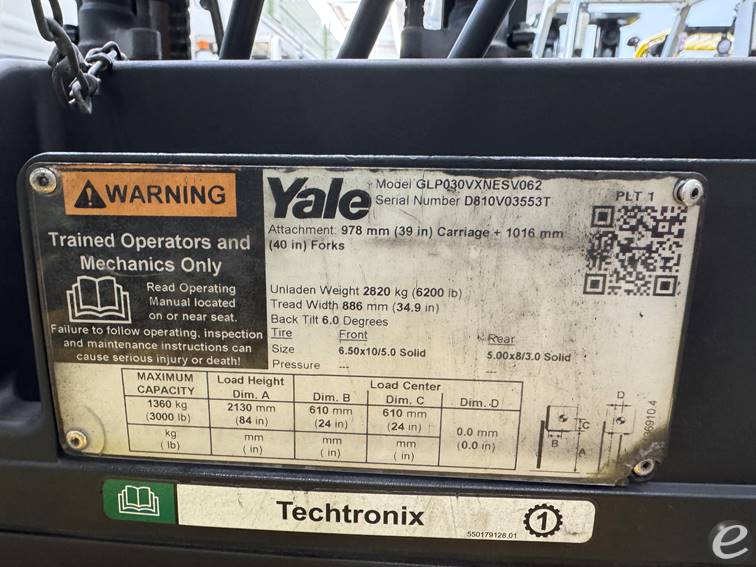 WARNING
Trained Operators and
Mechanics Only
Read Operating
Manual located
on or near seat.
Failure to follow operating, inspection
and maintenance instructions can
cause serious injury or death!
Yale
Model GLP030VXNESV062
Serial Number D810V03553T
PLT 1
Attachment: 978 mm (39 in) Carriage + 1016 mm
(40 in) Forks
Unladen Weight 2820 kg (6200 lb)
Tread Width 886 mm (34.9 in)
Back Tilt 6.0 Degrees
Tire Front Rear
Size 6.50x10/5.0 Solid 5.00x8/3.0 Solid
Pressure --- ---
MAXIMUM CAPACITY Load Height Dim. A Load Center Dim. B Dim. C Dim. D
1360 kg 2130 mm 610 mm 610 mm 0.0 mm
(3000 lb) (84 in) (24 in) (24 in) (0.0 in)
kg mm mm mm
(lb) (in) (in) (in)
B C A D
6910.4
Techtronix
1
550179128.01
e